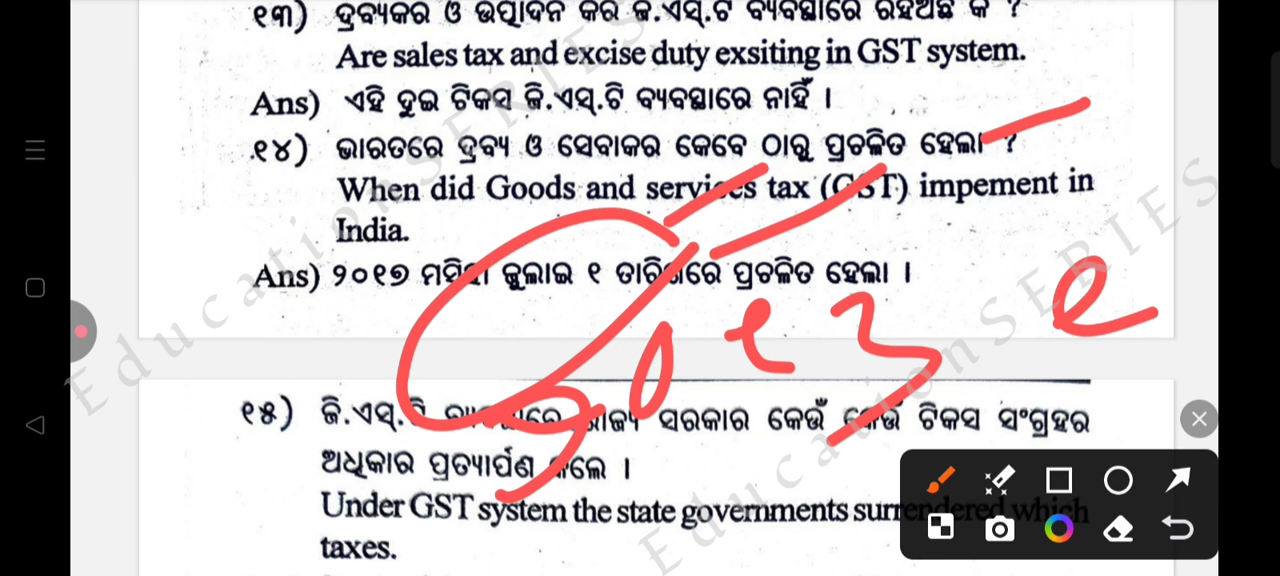 ୧୩) ଦ୍ରବ୍ୟକର ଓ ଉତ୍ପାଦନ କର ଜି.ଏସ୍.ଟି ବ୍ୟବସ୍ଥାରେ ରହିଅଛି କି ?
Are sales tax and excise duty exsiting in GST system.
Ans) ଏହି ଦୁଇ ଟିକସ ଜି.ଏସ୍.ଟି ବ୍ୟବସ୍ଥାରେ ନାହିଁ ।
୧୪) ଭାରତରେ ଦ୍ରବ୍ୟ ଓ ସେବାକର କେବେ ଠାରୁ ପ୍ରଚଳିତ ହେଲା ?
When did Goods and services tax (GST) impement in
India.
Ans) ୨୦୧୭ ମସିହା ଜୁଲାଇ ୧ ତାରିଖରେ ପ୍ରଚଳିତ ହେଲା ।
୧୫) ଜି.ଏସ୍.ଟି ବ୍ୟବସ୍ଥାରେ ରାଜ୍ୟ ସରକାର କେଉଁ କେଉଁ ଟିକସ ସଂଗ୍ରହର
ଅଧିକାର ପ୍ରତ୍ୟାର୍ପଣ କଲେ ।
Under GST system the state governments surrendered which
taxes.
Education SERIES
Education SERIES